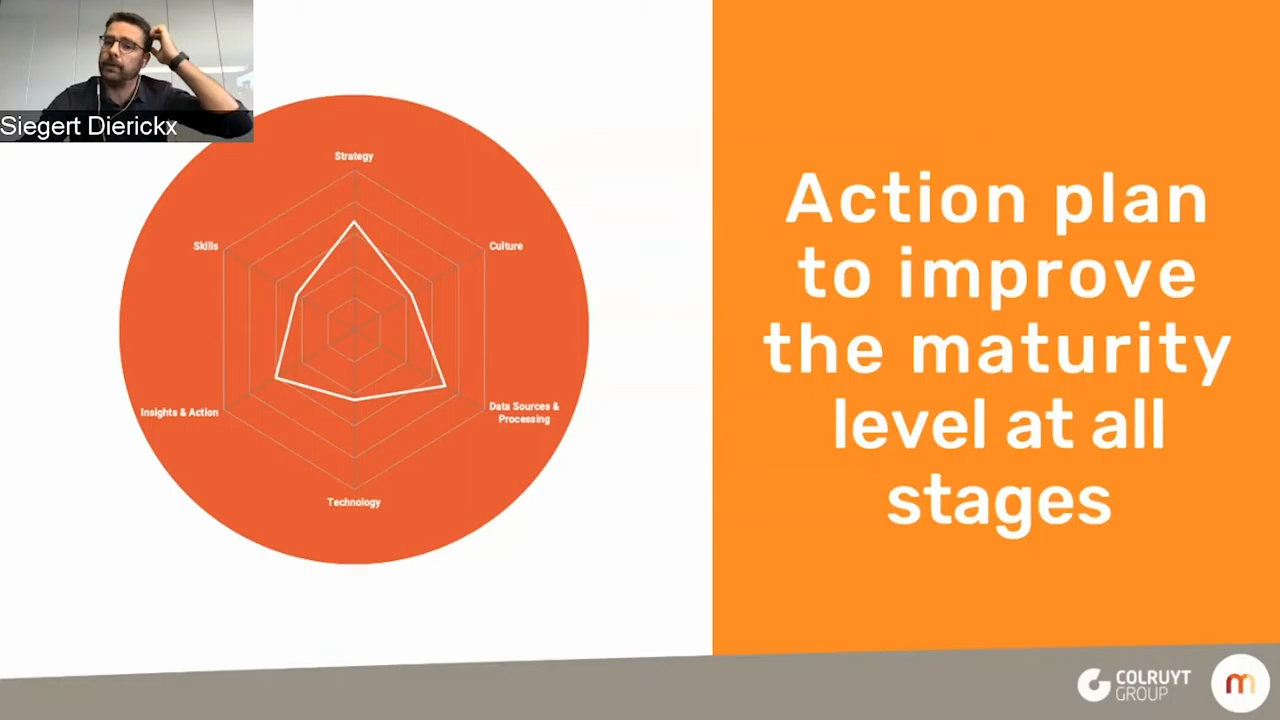 Siegert Dierickx
Strategy
Skills
Culture
Insights & Action
Data Sources &
Processing
Technology
Action plan
to improve
the maturity
level at all
stages
COLRUYT
GROUP
m